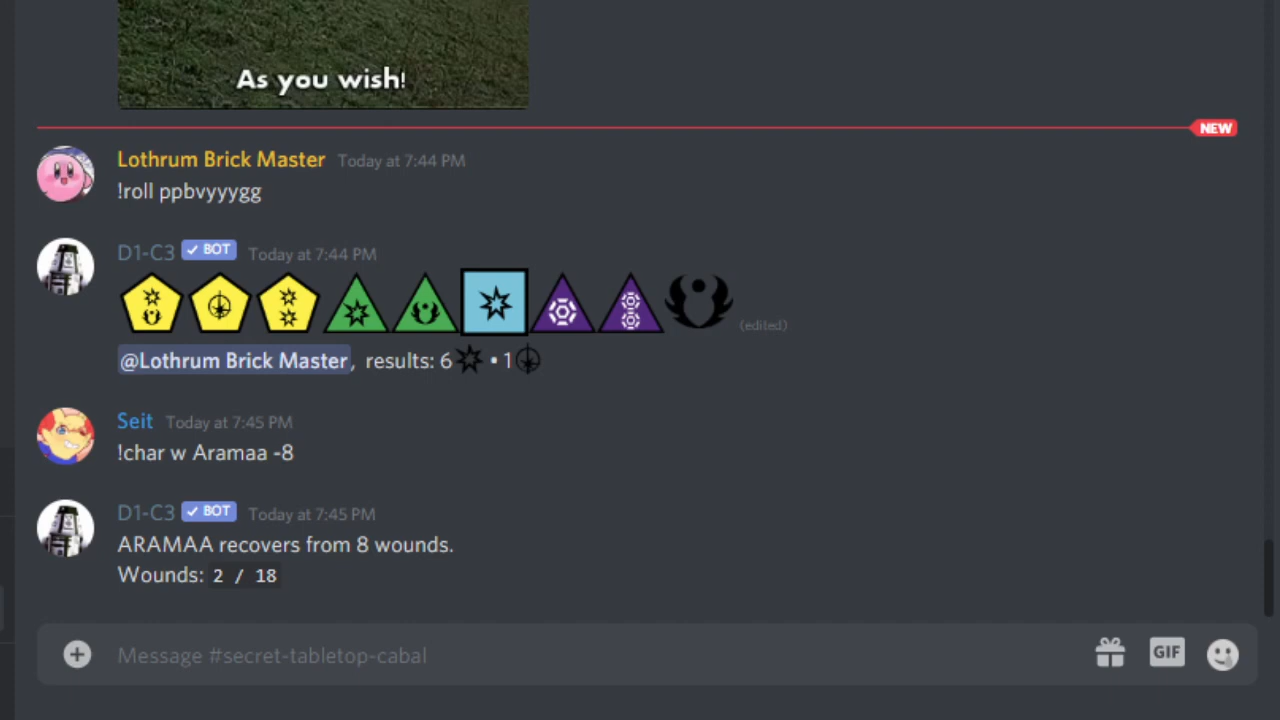 As you wish!
NEW
Lothrum Brick Master Today at 7:44 PM
!roll ppbvyyygg
D1-C3 BOT Today at 7:44 PM
(edited)
@Lothrum Brick Master, results: 6 • 1
Seit Today at 7:45 PM
!char w Aramaa -8
D1-C3 BOT Today at 7:45 PM
ARAMAA recovers from 8 wounds.
Wounds: 2 / 18
Message #secret-tabletop-cabal
GIF